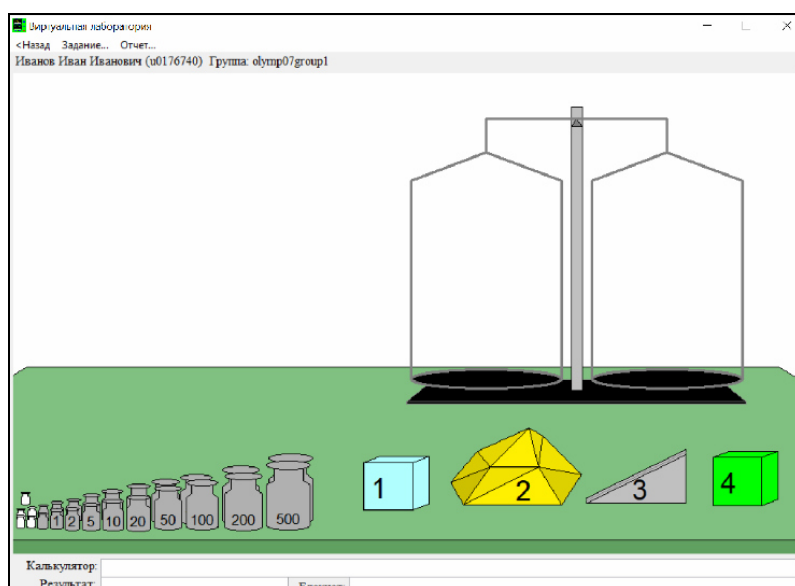 Виртуальная лаборатория
<Назад Задание... Отчет...
Иванов Иван Иванович (u0176740) Группа: olymp07group1
1 2 3 4
1 2 5 10 20 50 100 200 500
Калькулятор:
Результат: